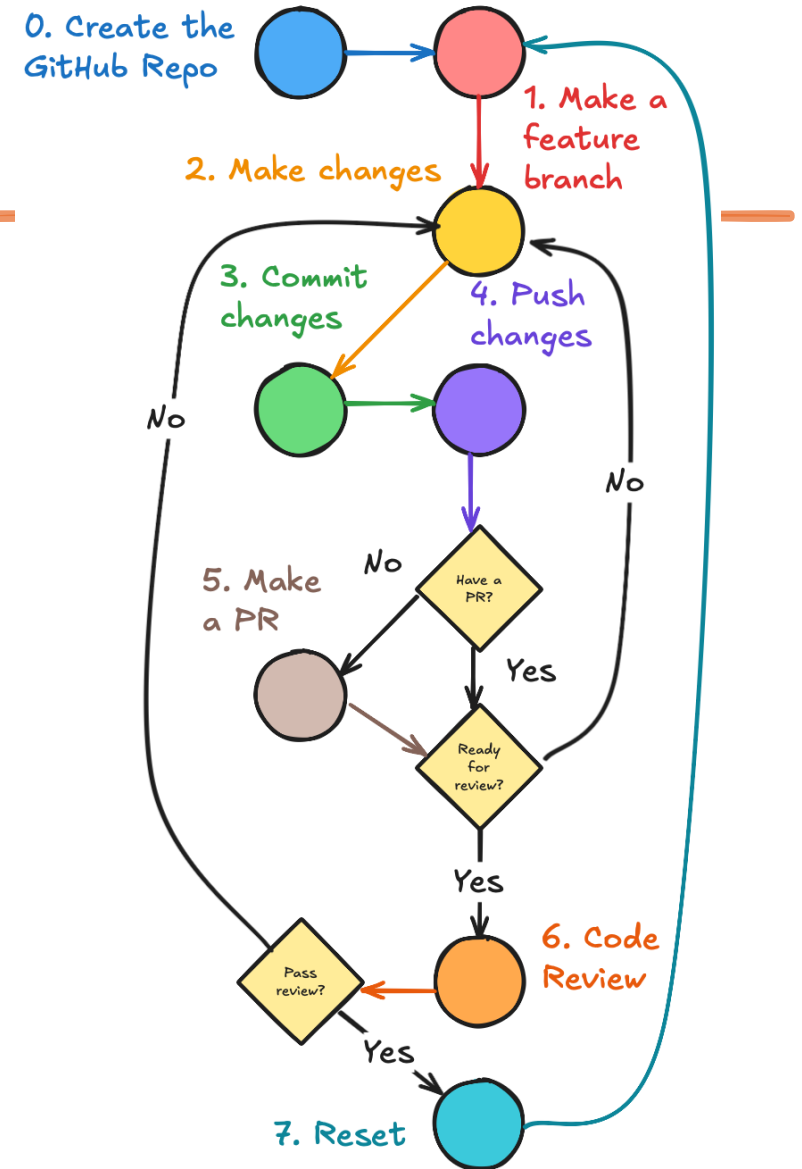 0. Create the
GitHub Repo
1. Make a
feature
branch
2. Make changes
3. Commit
changes
4. Push
changes
No
No
Have a
PR?
No
5. Make
a PR
Yes
Ready
for
review?
Yes
6. Code
Review
Pass
review?
Yes
7. Reset